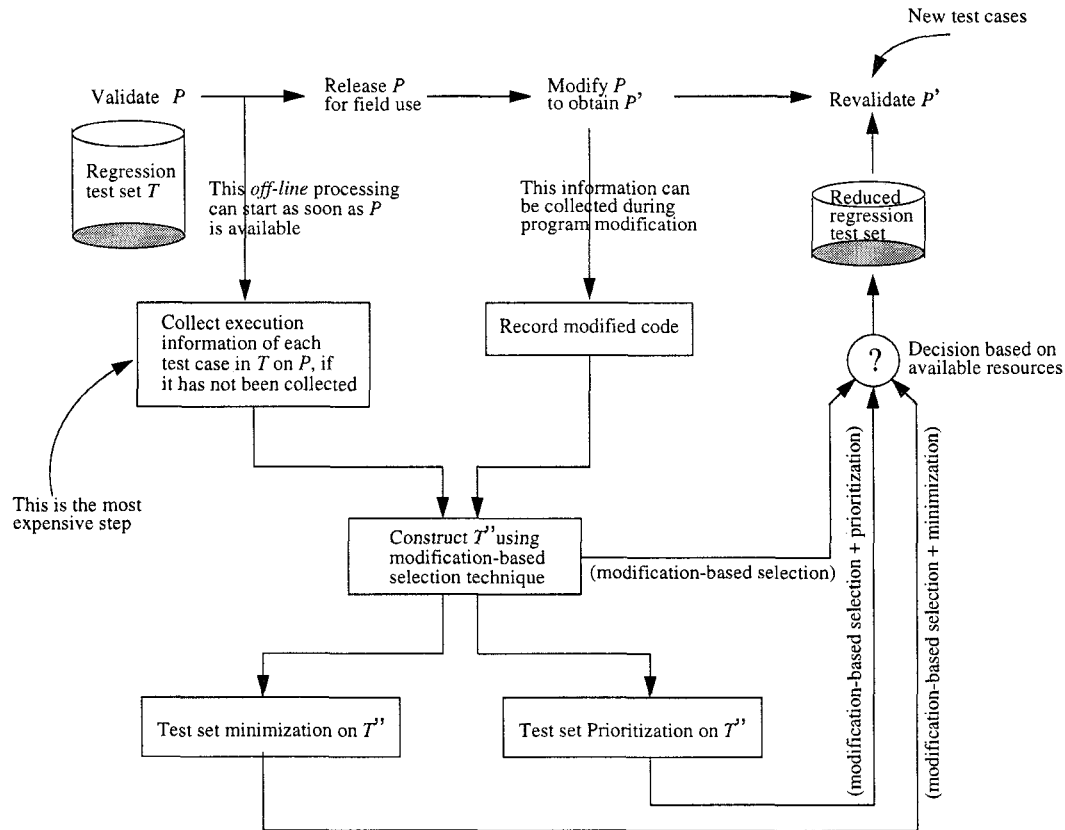 New test cases
Validate P
Release P
for field use
Modify P
to obtain P'
Revalidate P'
Regression
test set T
This off-line processing
can start as soon as P
is available
This information can
be collected during
program modification
Reduced
regression
test set
Collect execution
information of each
test case in T on P, if
it has not been collected
Record modified code
?
Decision based on
available resources
This is the most
expensive step
Construct T'' using
modification-based
selection technique
(modification-based selection)
(modification-based selection + prioritization)
(modification-based selection + minimization)
Test set minimization on T''
Test set Prioritization on T''